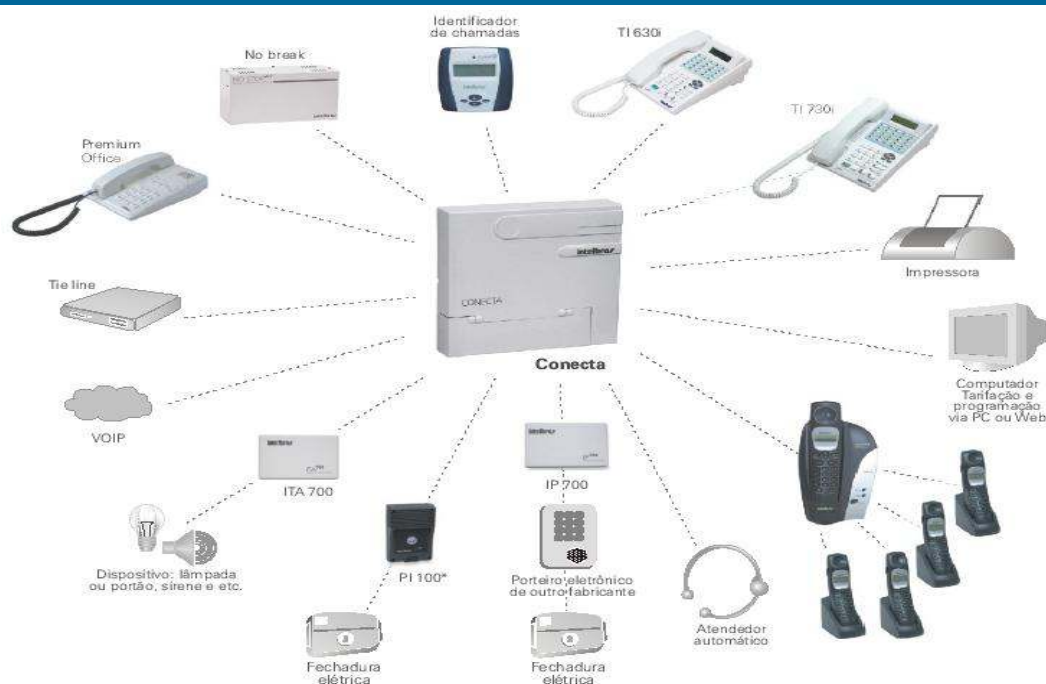 Identificador
de chamadas
TI 630i
No break
TI 730i
Premium
Office
intelbras
Impressora
Tie line
CONECTA
Conecta
Computador
Tarifação e
programação
via PC ou Web
VOIP
ITA 700
IP 700
PI 100*
Dispositivo: lâmpada
ou portão, sirene e etc.
Porteiro eletrônico
de outro fabricante
Atendedor
automático
Fechadura
elétrica
Fechadura
elétrica